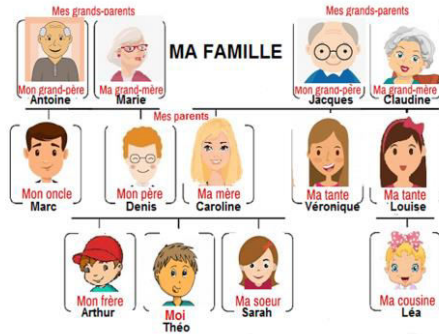 Mes grands-parents
Mes grands-parents
MA FAMILLE
Mon grand-père
Antoine
Ma grand-mère
Marie
Mon grand-père
Jacques
Ma grand-mère
Claudine
Mes parents
Mon oncle
Marc
Mon père
Denis
Ma mère
Caroline
Ma tante
Véronique
Ma tante
Louise
Mon frère
Arthur
Moi
Théo
Ma soeur
Sarah
Ma cousine
Léa